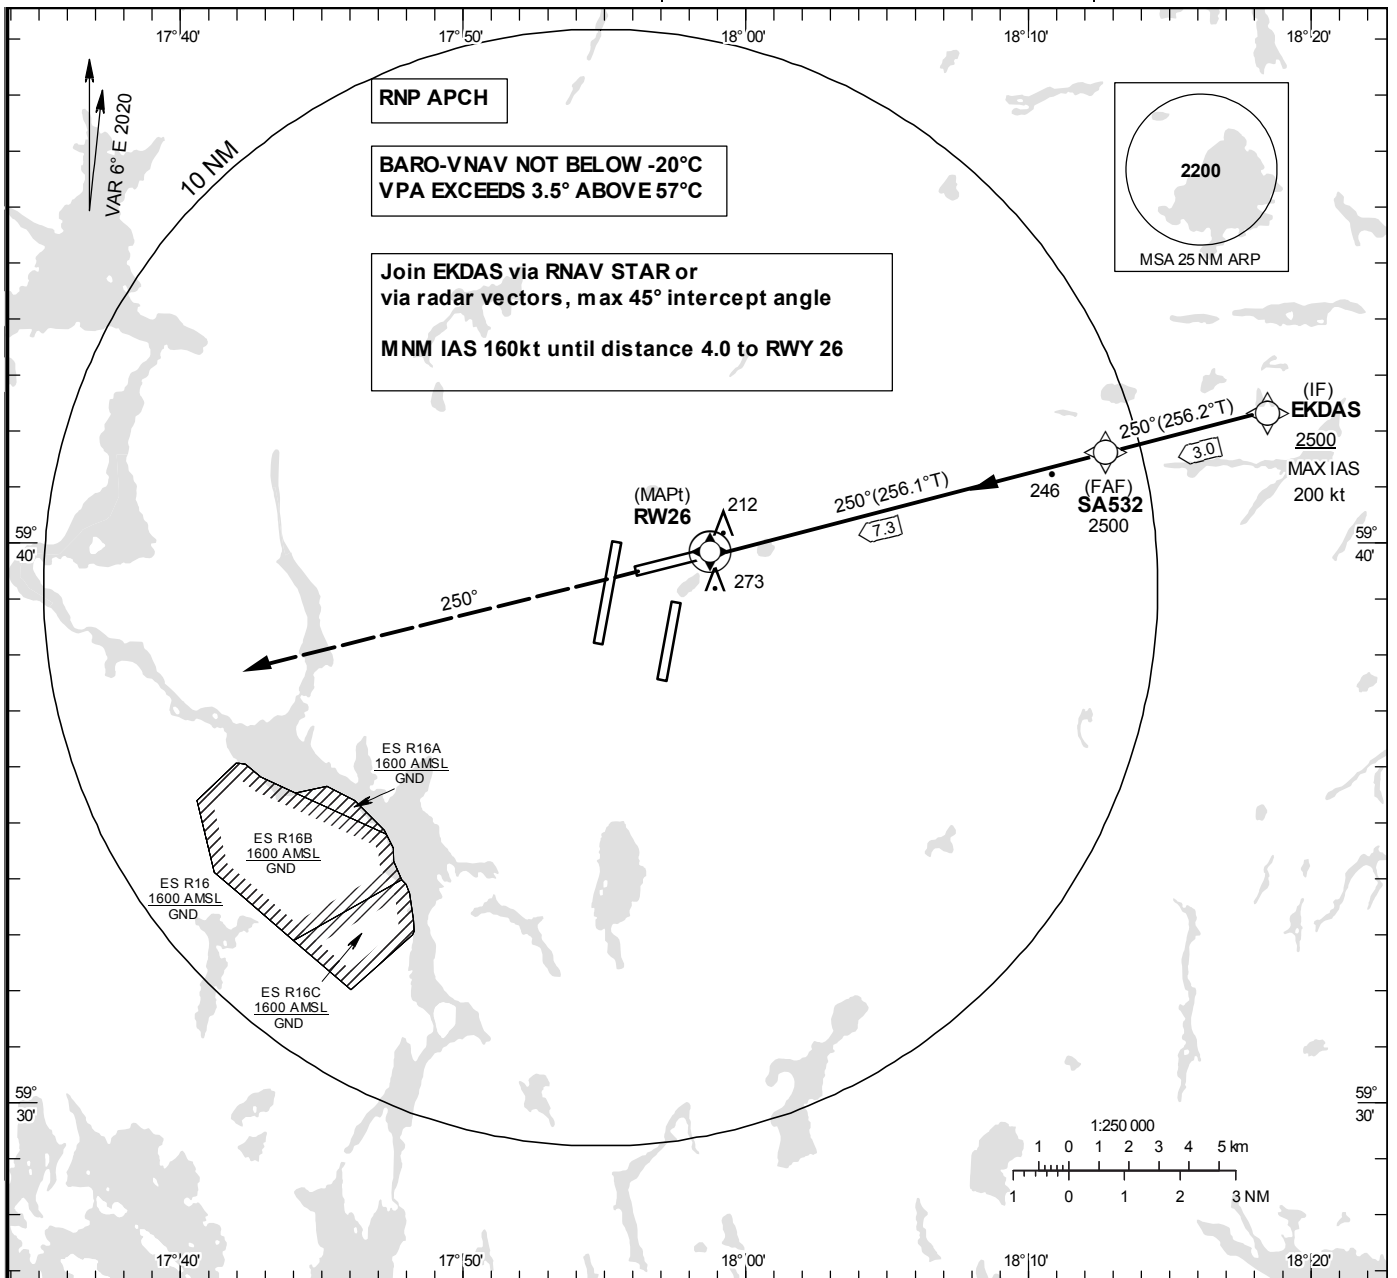 17°40'
17°50'
18°00'
18°10'
18°20'
VAR 6° E 2020
10 NM
RNP APCH
BARO-VNAV NOT BELOW -20°C
VPA EXCEEDS 3.5° ABOVE 57°C
Join EKDAS via RNAV STAR or
via radar vectors, max 45° intercept angle
MNM IAS 160kt until distance 4.0 to RWY 26
2200
MSA 25 NM ARP
(IF)
EKDAS
2500
MAX IAS
200 kt
250°(256.2°T)
3.0
(FAF)
SA532
2500
246
250°(256.1°T)
7.3
(MAPt)
RW26
212
273
250°
59°
40'
59°
40'
ES R16A
1600 AMSL
GND
ES R16B
1600 AMSL
GND
ES R16
1600 AMSL
GND
ES R16C
1600 AMSL
GND
59°
30'
59°
30'
1:250 000
1 0 1 2 3 4 5 km
1 0 1 2 3 NM
17°40'
17°50'
18°00'
18°10'
18°20'